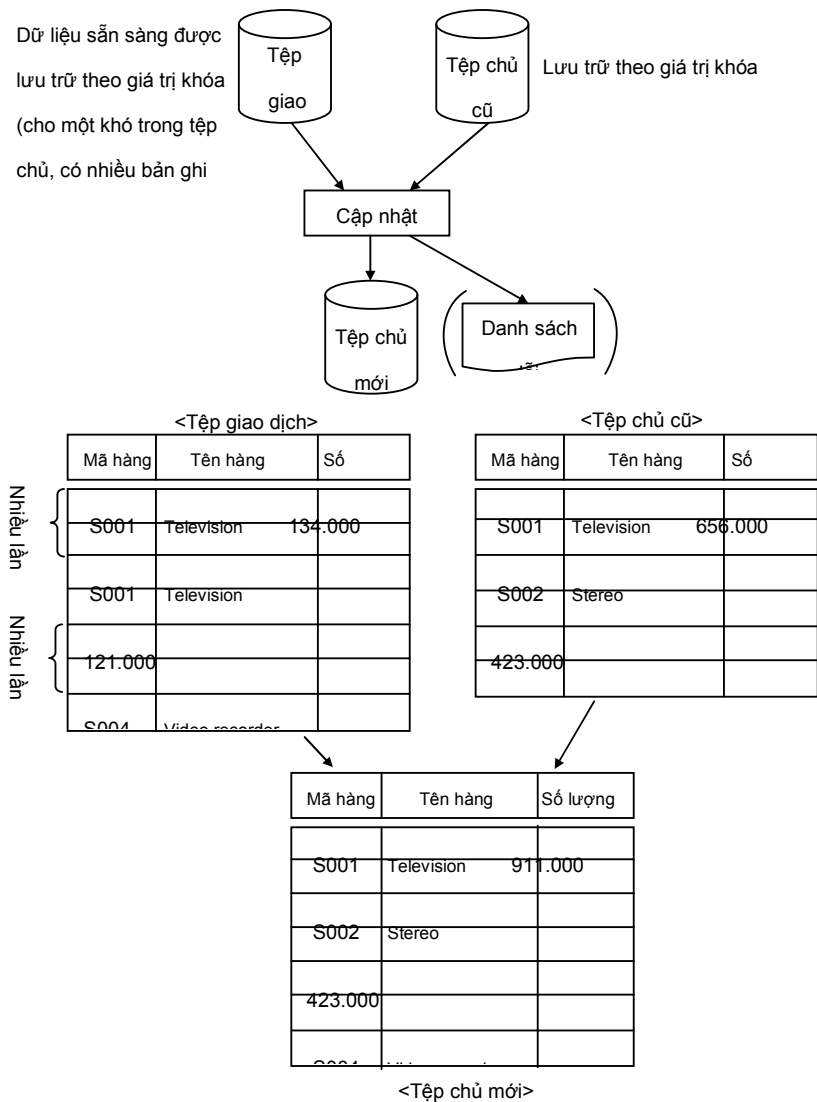 Dữ liệu sẵn sàng được
lưu trữ theo giá trị khóa
(cho một khó trong tệp
chủ, có nhiều bản ghi
Tệp
giao
Tệp chủ
cũ
Lưu trữ theo giá trị khóa
Cập nhật
Tệp chủ
mới
Danh sách
<Tệp giao dịch>
Mã hàng Tên hàng Số
Nhiều lần
S001 Television 134.000
S001 Television
Nhiều lần
121.000
S004 Video recorder
<Tệp chủ cũ>
Mã hàng Tên hàng Số
S001 Television 656.000
S002 Stereo
423.000
Mã hàng Tên hàng Số lượng
S001 Television 911.000
S002 Stereo
423.000
S004
<Tệp chủ mới>